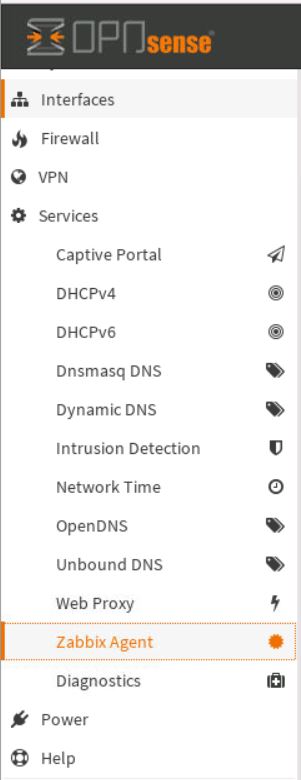 OPNsense
Interfaces
Firewall
VPN
Services
Captive Portal
DHCPv4
DHCPv6
Dnsmasq DNS
Dynamic DNS
Intrusion Detection
Network Time
OpenDNS
Unbound DNS
Web Proxy
Zabbix Agent
Diagnostics
Power
Help